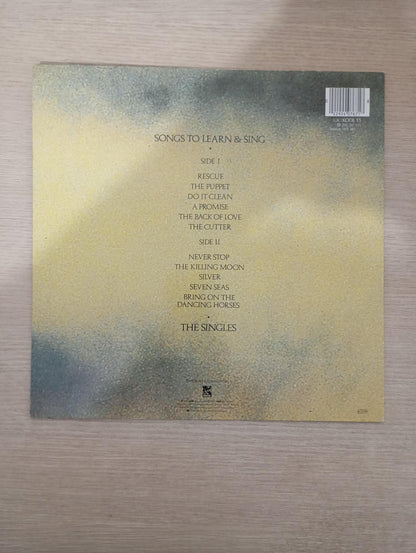 SONGS TO LEARN & SING
SIDE I
RESCUE
THE PUPPET
DO IT CLEAN
A PROMISE
THE BACK OF LOVE
THE CUTTER
SIDE II
NEVER STOP
THE KILLING MOON
SILVER
SEVEN SEAS
BRING ON THE
DANCING HORSES
THE SINGLES